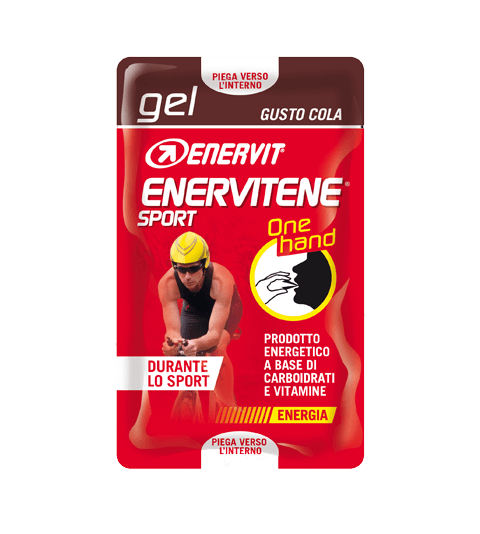 PIEGA VERSO
L'INTERNO
gel
GUSTO COLA
ENERVIT®
ENERVITENE®
SPORT
One
hand
PRODOTTO
ENERGETICO
A BASE DI
CARBOIDRATI
E VITAMINE
DURANTE
LO SPORT
ENERGIA
PIEGA VERSO
L'INTERNO